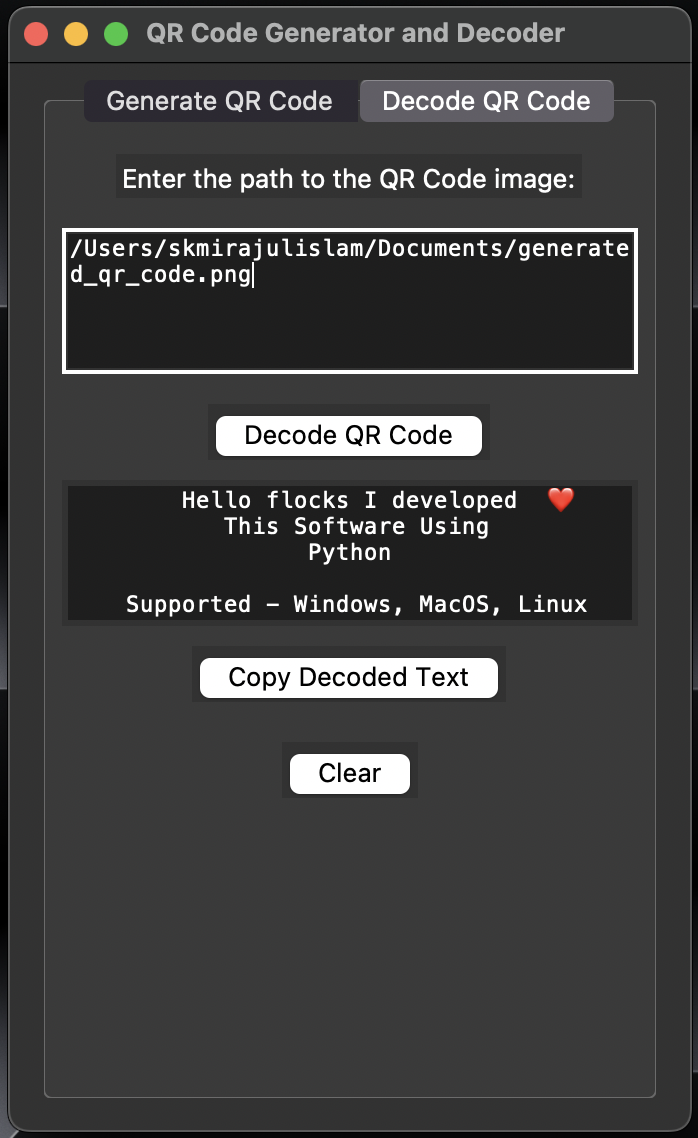 QR Code Generator and Decoder
Generate QR Code Decode QR Code
Enter the path to the QR Code image:
/Users/skmirajulislam/Documents/generate
d_qr_code.png
Decode QR Code
Hello flocks I developed ❤️
This Software Using
Python
Supported – Windows, MacOS, Linux
Copy Decoded Text
Clear